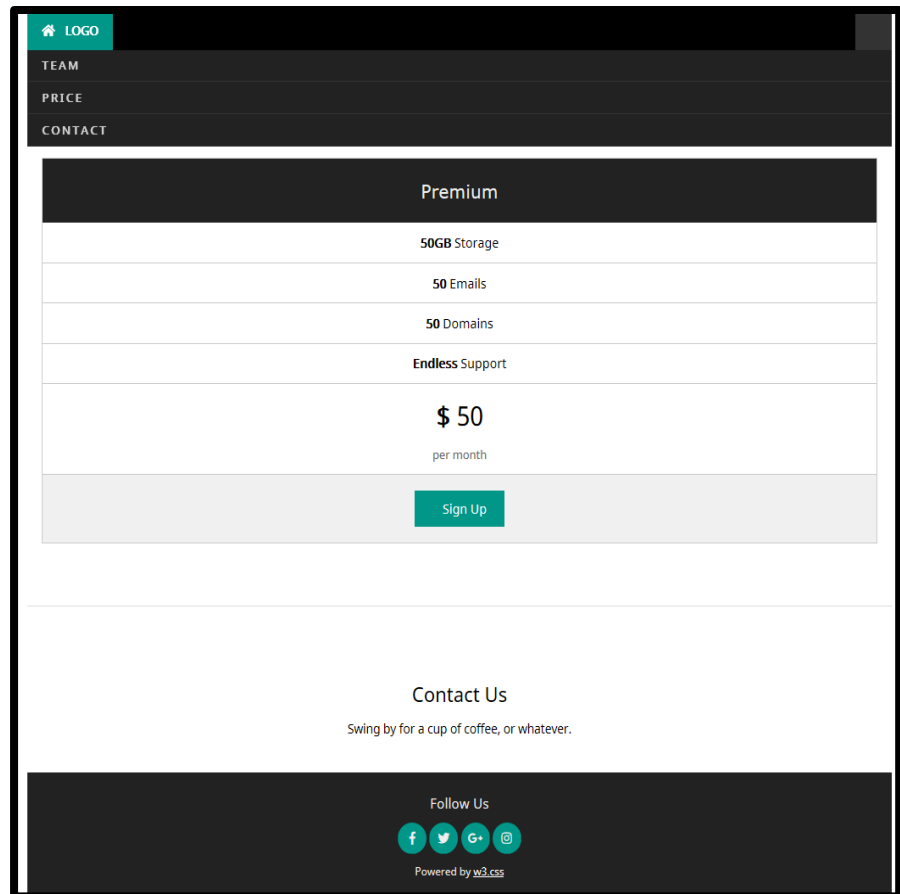 LOGO
TEAM
PRICE
CONTACT
Premium
50GB Storage
50 Emails
50 Domains
Endless Support
$ 50
per month
Sign Up
Contact Us
Swing by for a cup of coffee, or whatever.
Follow Us
Powered by w3.css